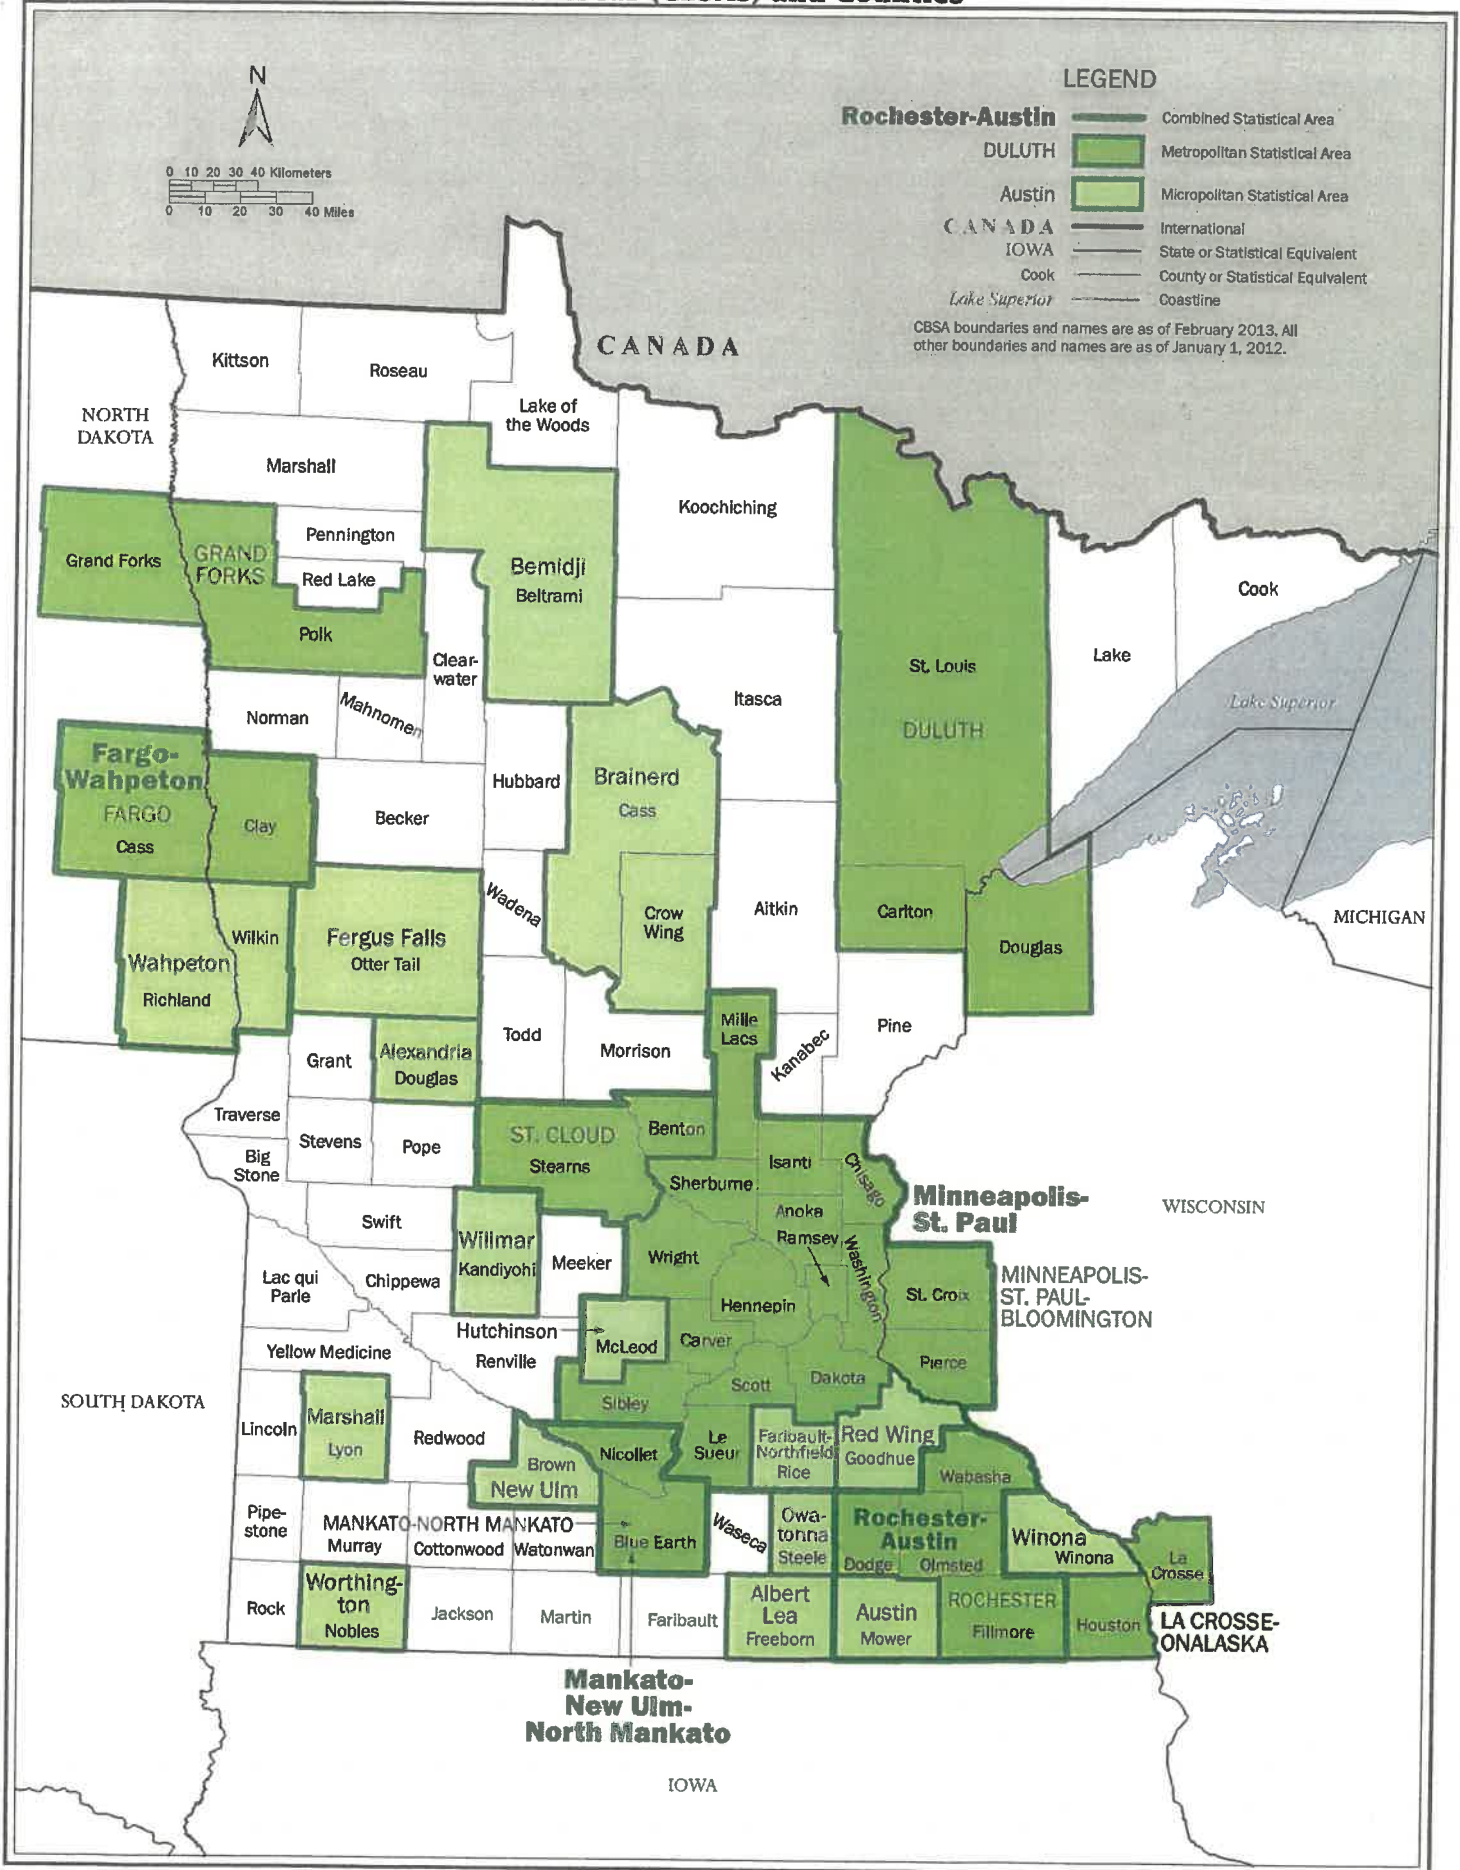 and Counties
N
0 10 20 30 40 Kilometers
0 10 20 30 40 Miles
LEGEND
Rochester-Austin
Combined Statistical Area
DULUTH
Metropolitan Statistical Area
Austin
Micropolitan Statistical Area
CANADA
International
IOWA
State or Statistical Equivalent
Cook
County or Statistical Equivalent
Lake Superior
Coastline
CBSA boundaries and names are as of February 2013. All
other boundaries and names are as of January 1, 2012.
CANADA
Kittson
Roseau
Lake of
the Woods
NORTH
DAKOTA
Marshall
Koochiching
Pennington
Grand Forks
GRAND
FORKS
Red Lake
Bemidji
Beltrami
Cook
Polk
Clear-
water
St. Louis
Lake
Itasca
Norman
Mahnomen
DULUTH
Lake Superior
Fargo-
Wahpeton
FARGO
Cass
Clay
Becker
Hubbard
Brainerd
Cass
Wadena
Crow
Wing
Aitkin
Carlton
Douglas
MICHIGAN
Wilkin
Fergus Falls
Otter Tail
Wahpeton
Richland
Mille
Lacs
Kanabec
Pine
Todd
Morrison
Grant
Alexandria
Douglas
Traverse
Stevens
Pope
Big
Stone
ST. CLOUD
Stearns
Benton
Sherburne
Isanti
Chisago
Anoka
Ramsey
Washington
Minneapolis-
St. Paul
WISCONSIN
Swift
Willmar
Kandiyohi
Meeker
Wright
Lac qui
Parle
Chippewa
Hennepin
St. Croix
MINNEAPOLIS-
ST. PAUL-
BLOOMINGTON
Hutchinson
McLeod
Carver
Yellow Medicine
Renville
Pierce
Scott
Dakota
SOUTH DAKOTA
Sibley
Lincoln
Marshall
Lyon
Redwood
Nicollet
Le
Sueur
Faribault-
Northfield
Rice
Red Wing
Goodhue
Brown
New Ulm
Wabasha
Pipe-
stone
MANKATO-NORTH MANKATO
Murray
Cottonwood
Watonwan
Blue Earth
Waseca
Owa-
tonna
Steele
Rochester-
Austin
Dodge
Olmsted
Winona
Winona
La
Crosse
Rock
Worthing-
ton
Nobles
Jackson
Martin
Faribault
Albert
Lea
Freeborn
Austin
Mower
ROCHESTER
Fillmore
Houston
LA CROSSE-
ONALASKA
Mankato-
New Ulm-
North Mankato
IOWA